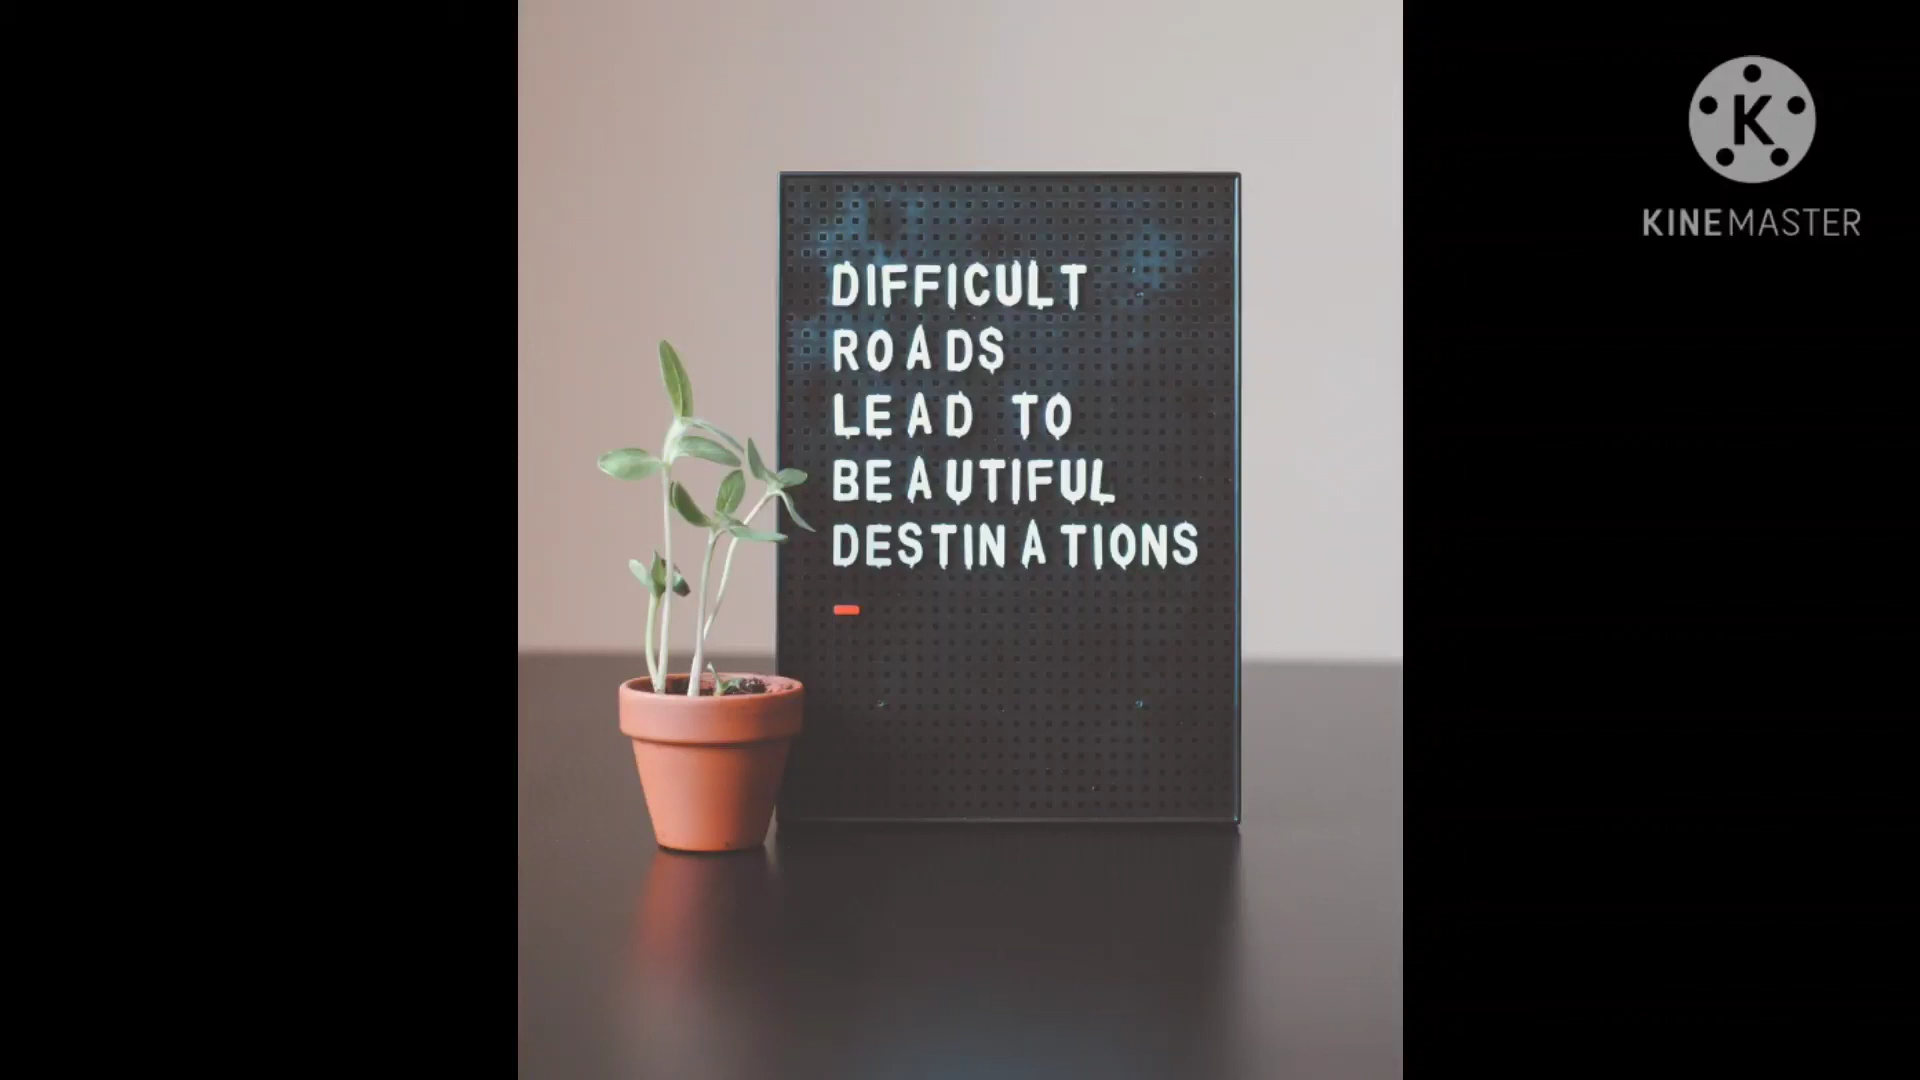 DIFFICULT
ROADS
LEAD TO
BEAUTIFUL
DESTINATIONS
K
KINEMASTER